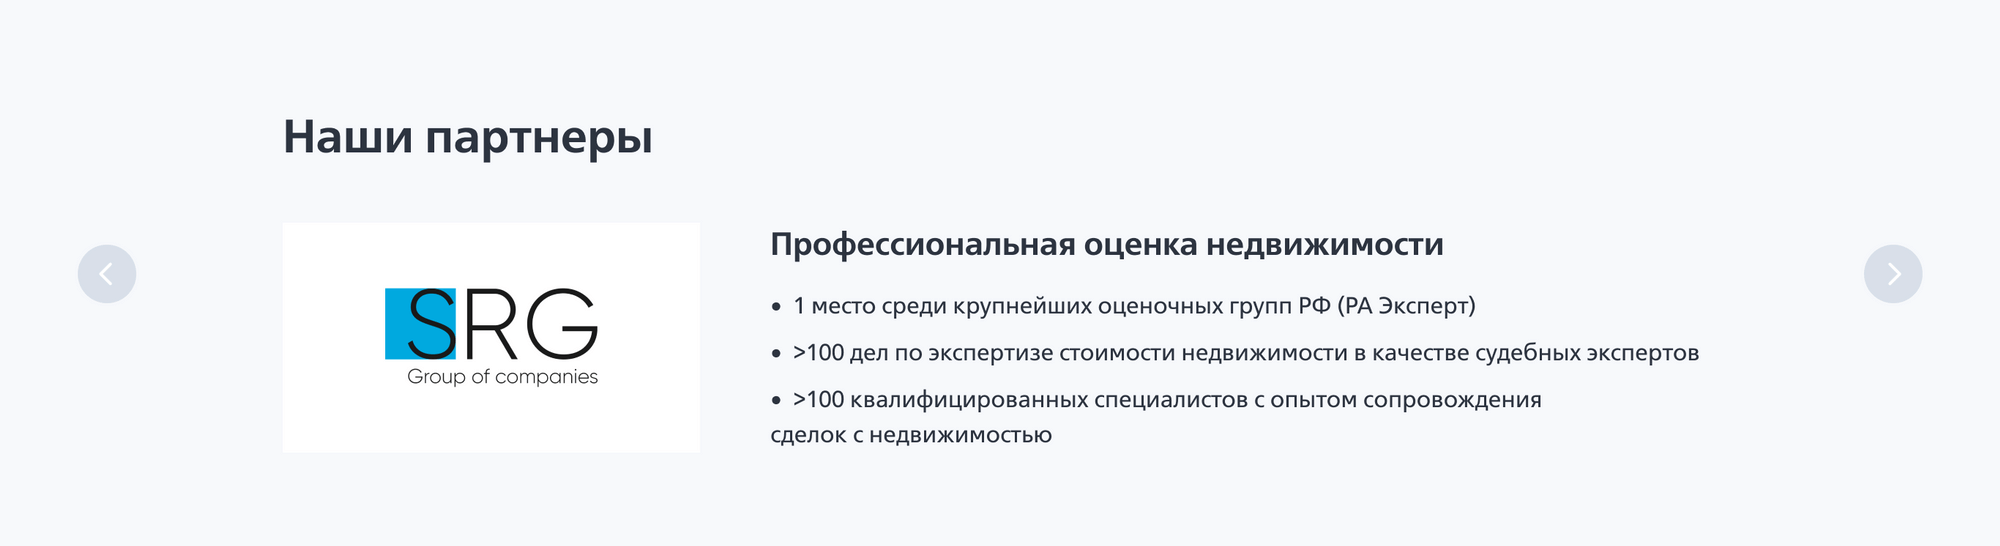 Наши партнеры
SRG
Group of companies
Профессиональная оценка недвижимости
• 1 место среди крупнейших оценочных групп РФ (РА Эксперт)
• >100 дел по экспертизе стоимости недвижимости в качестве судебных экспертов
• >100 квалифицированных специалистов с опытом сопровождения
сделок с недвижимостью